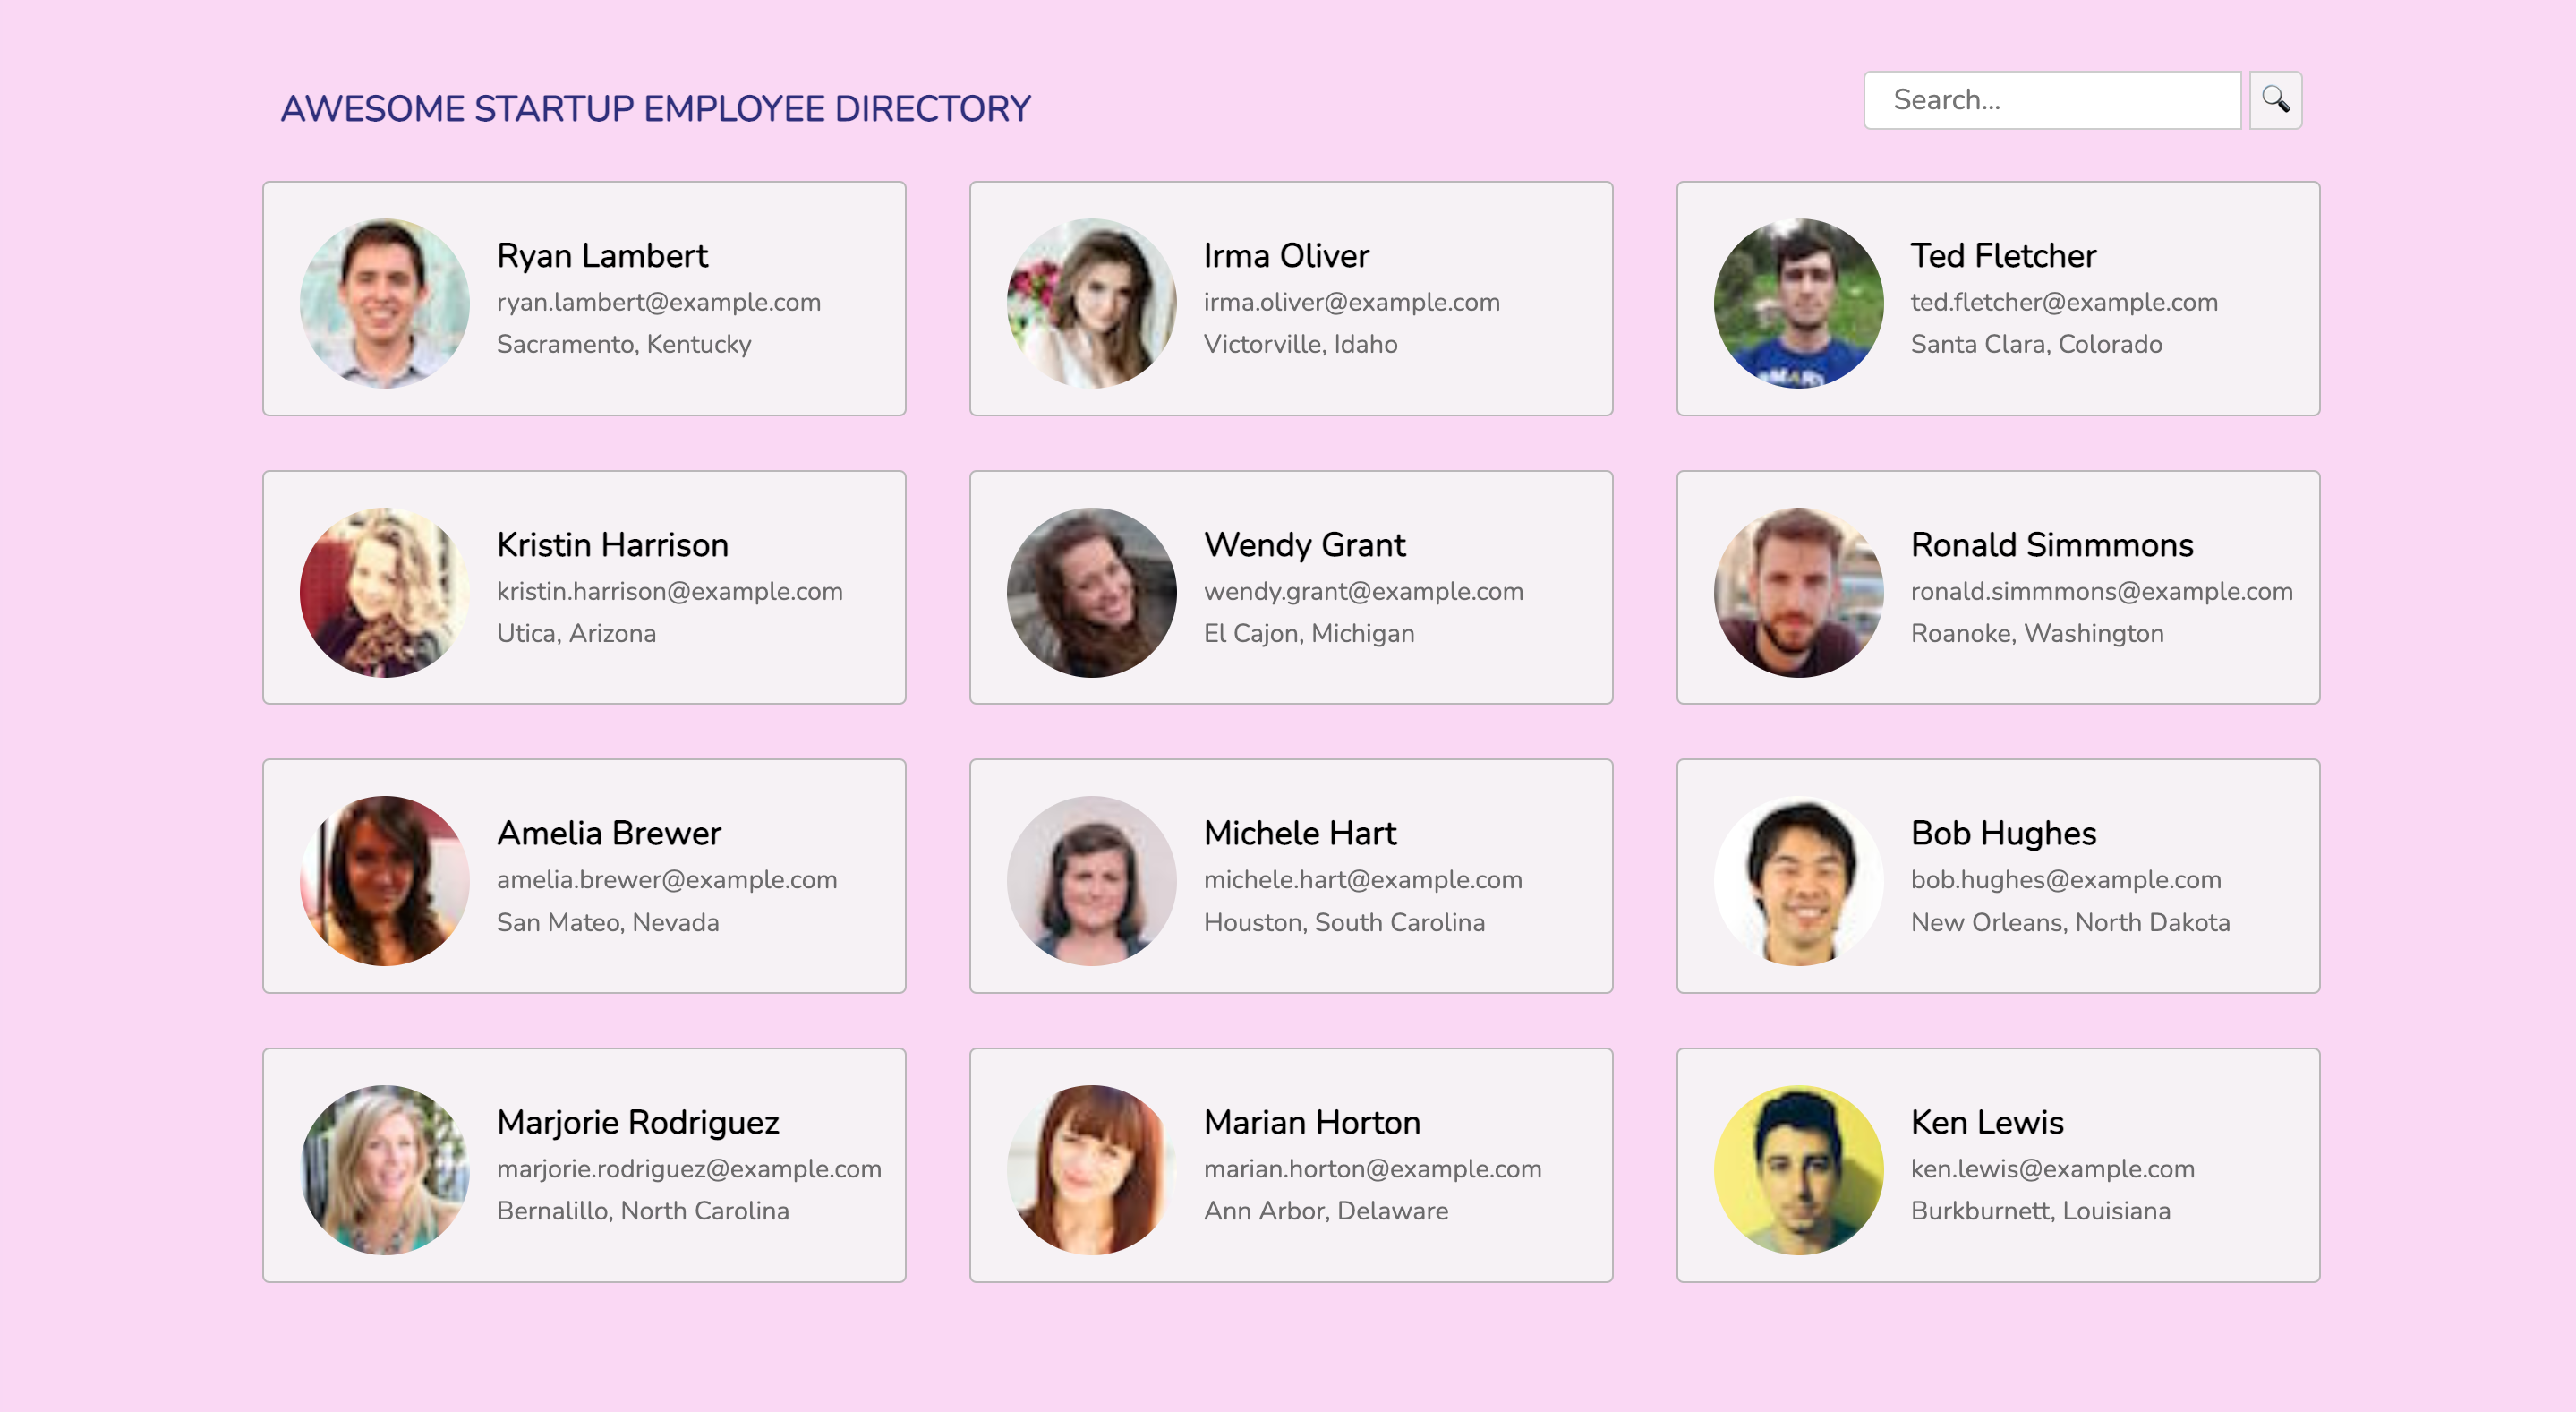 AWESOME STARTUP EMPLOYEE DIRECTORY
Search...
Ryan Lambert
ryan.lambert@example.com
Sacramento, Kentucky
Irma Oliver
irma.oliver@example.com
Victorville, Idaho
Ted Fletcher
ted.fletcher@example.com
Santa Clara, Colorado
Kristin Harrison
kristin.harrison@example.com
Utica, Arizona
Wendy Grant
wendy.grant@example.com
El Cajon, Michigan
Ronald Simmmons
ronald.simmmons@example.com
Roanoke, Washington
Amelia Brewer
amelia.brewer@example.com
San Mateo, Nevada
Michele Hart
michele.hart@example.com
Houston, South Carolina
Bob Hughes
bob.hughes@example.com
New Orleans, North Dakota
Marjorie Rodriguez
marjorie.rodriguez@example.com
Bernalillo, North Carolina
Marian Horton
marian.horton@example.com
Ann Arbor, Delaware
Ken Lewis
ken.lewis@example.com
Burkburnett, Louisiana